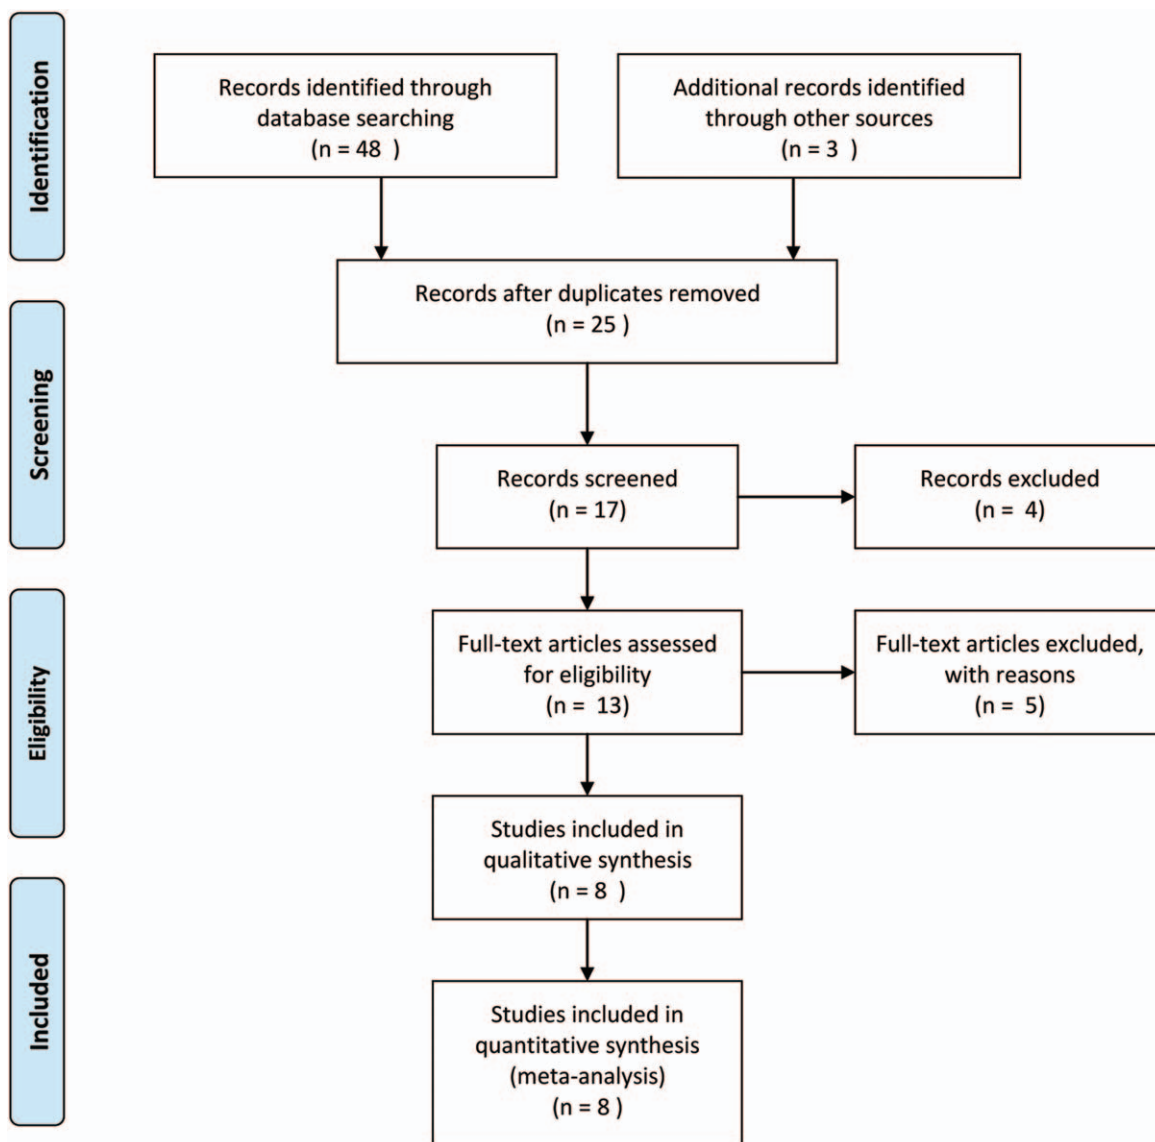 Identification
Records identified through
database searching
(n = 48 )
Additional records identified
through other sources
(n = 3 )
Records after duplicates removed
(n = 25 )
Screening
Records screened
(n = 17)
Records excluded
(n = 4)
Eligibility
Full-text articles assessed
for eligibility
(n = 13)
Full-text articles excluded,
with reasons
(n = 5)
Studies included in
qualitative synthesis
(n = 8 )
Included
Studies included in
quantitative synthesis
(meta-analysis)
(n = 8 )